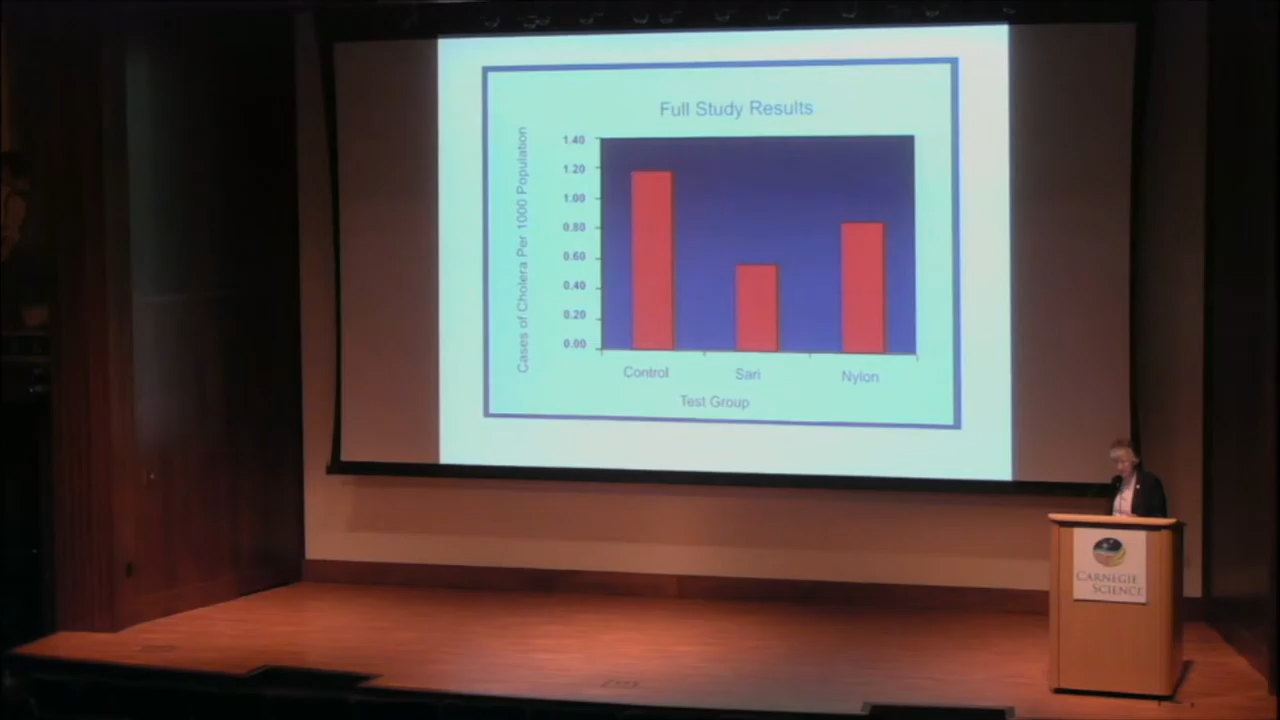 Full Study Results
Cases of Cholera Per 1000 Population
1.40
1.20
1.00
0.80
0.60
0.40
0.20
0.00
Control Sari Nylon
Test Group
CARNEGIE
SCIENCE